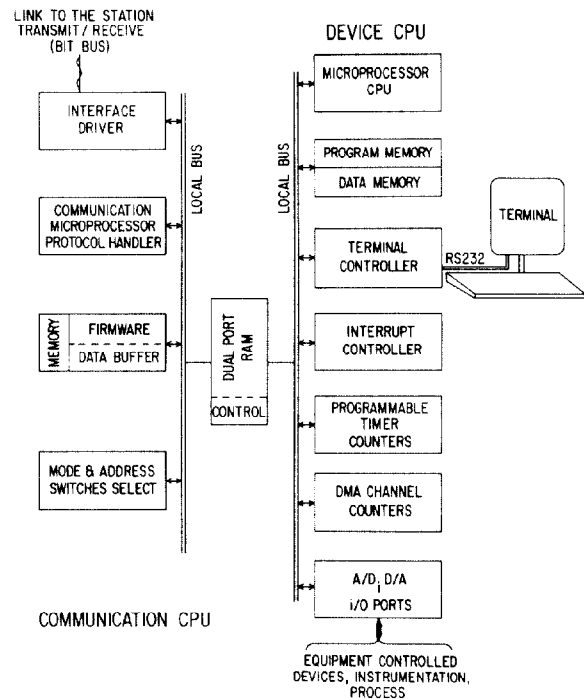 LINK TO THE STATION
TRANSMIT/ RECEIVE
(BIT BUS)
INTERFACE
DRIVER
COMMUNICATION
MICROPROCESSOR
PROTOCOL HANDLER
MEMORY
FIRMWARE
DATA BUFFER
MODE & ADDRESS
SWITCHES SELECT
COMMUNICATION CPU
LOCAL BUS
DUAL PORT
RAM
CONTROL
LOCAL BUS
DEVICE CPU
MICROPROCESSOR
CPU
PROGRAM MEMORY
DATA MEMORY
TERMINAL
CONTROLLER
RS232
TERMINAL
INTERRUPT
CONTROLLER
PROGRAMMABLE
TIMER
COUNTERS
DMA CHANNEL
COUNTERS
A/D; D/A
i/O PORTS
EQUIPMENT CONTROLLED
DEVICES, INSTRUMENTATION,
PROCESS